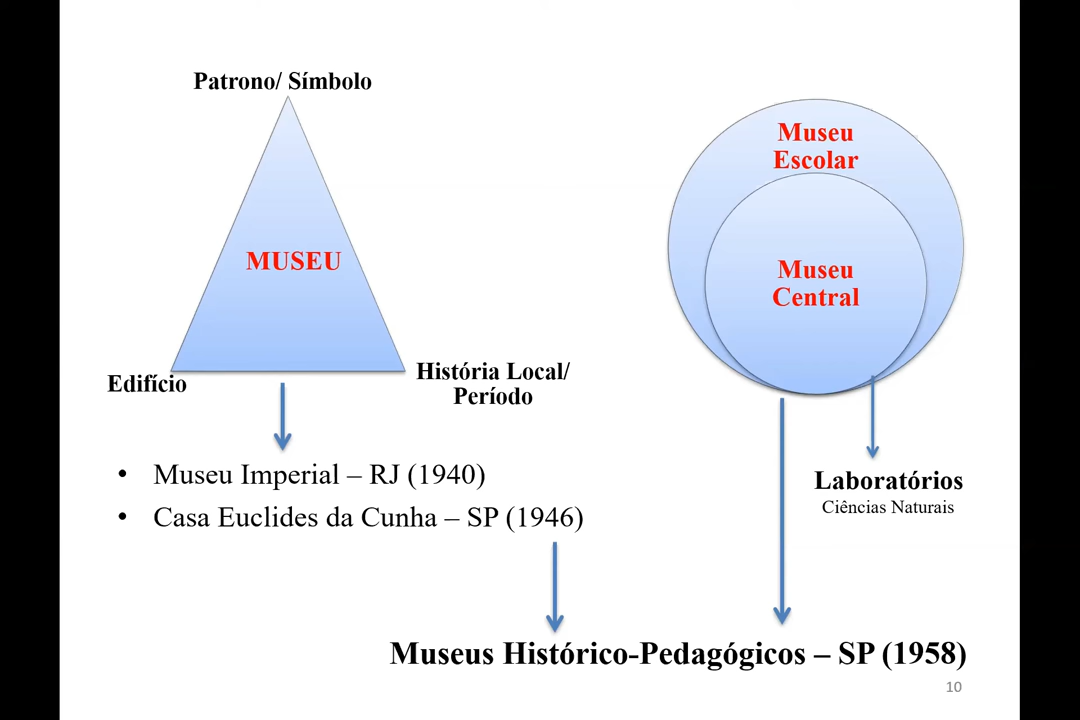 Patrono/ Símbolo
MUSEU
Edifício
História Local/
Período
Museu
Escolar
Museu
Central
• Museu Imperial – RJ (1940)
• Casa Euclides da Cunha – SP (1946)
Laboratórios
Ciências Naturais
Museus Histórico-Pedagógicos – SP (1958)
10